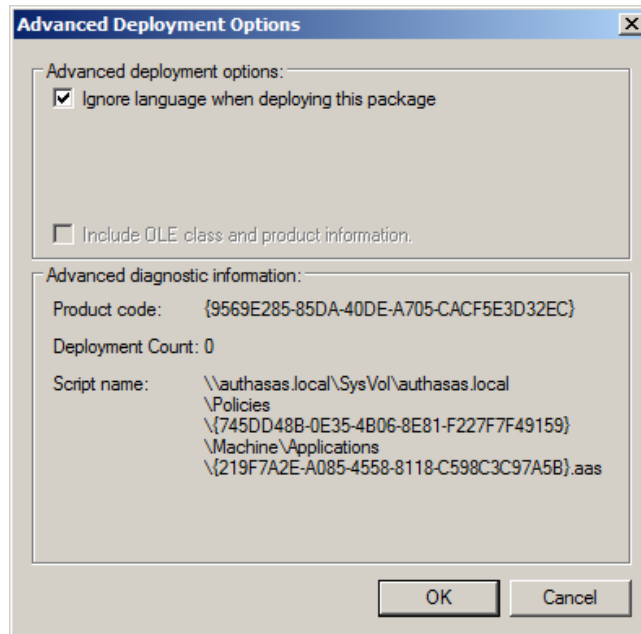 Advanced Deployment Options
Advanced deployment options:
Ignore language when deploying this package
Include OLE class and product information.
Advanced diagnostic information:
Product code: {9569E285-85DA-40DE-A705-CACF5E3D32EC}
Deployment Count: 0
Script name: \\authasas.local\SysVol\authasas.local
\Policies
\{745DD48B-0E35-4B06-8E81-F227F7F49159}
\Machine\Applications
\{219F7A2E-A085-4558-8118-C598C3C97A5B}.aas
OK Cancel